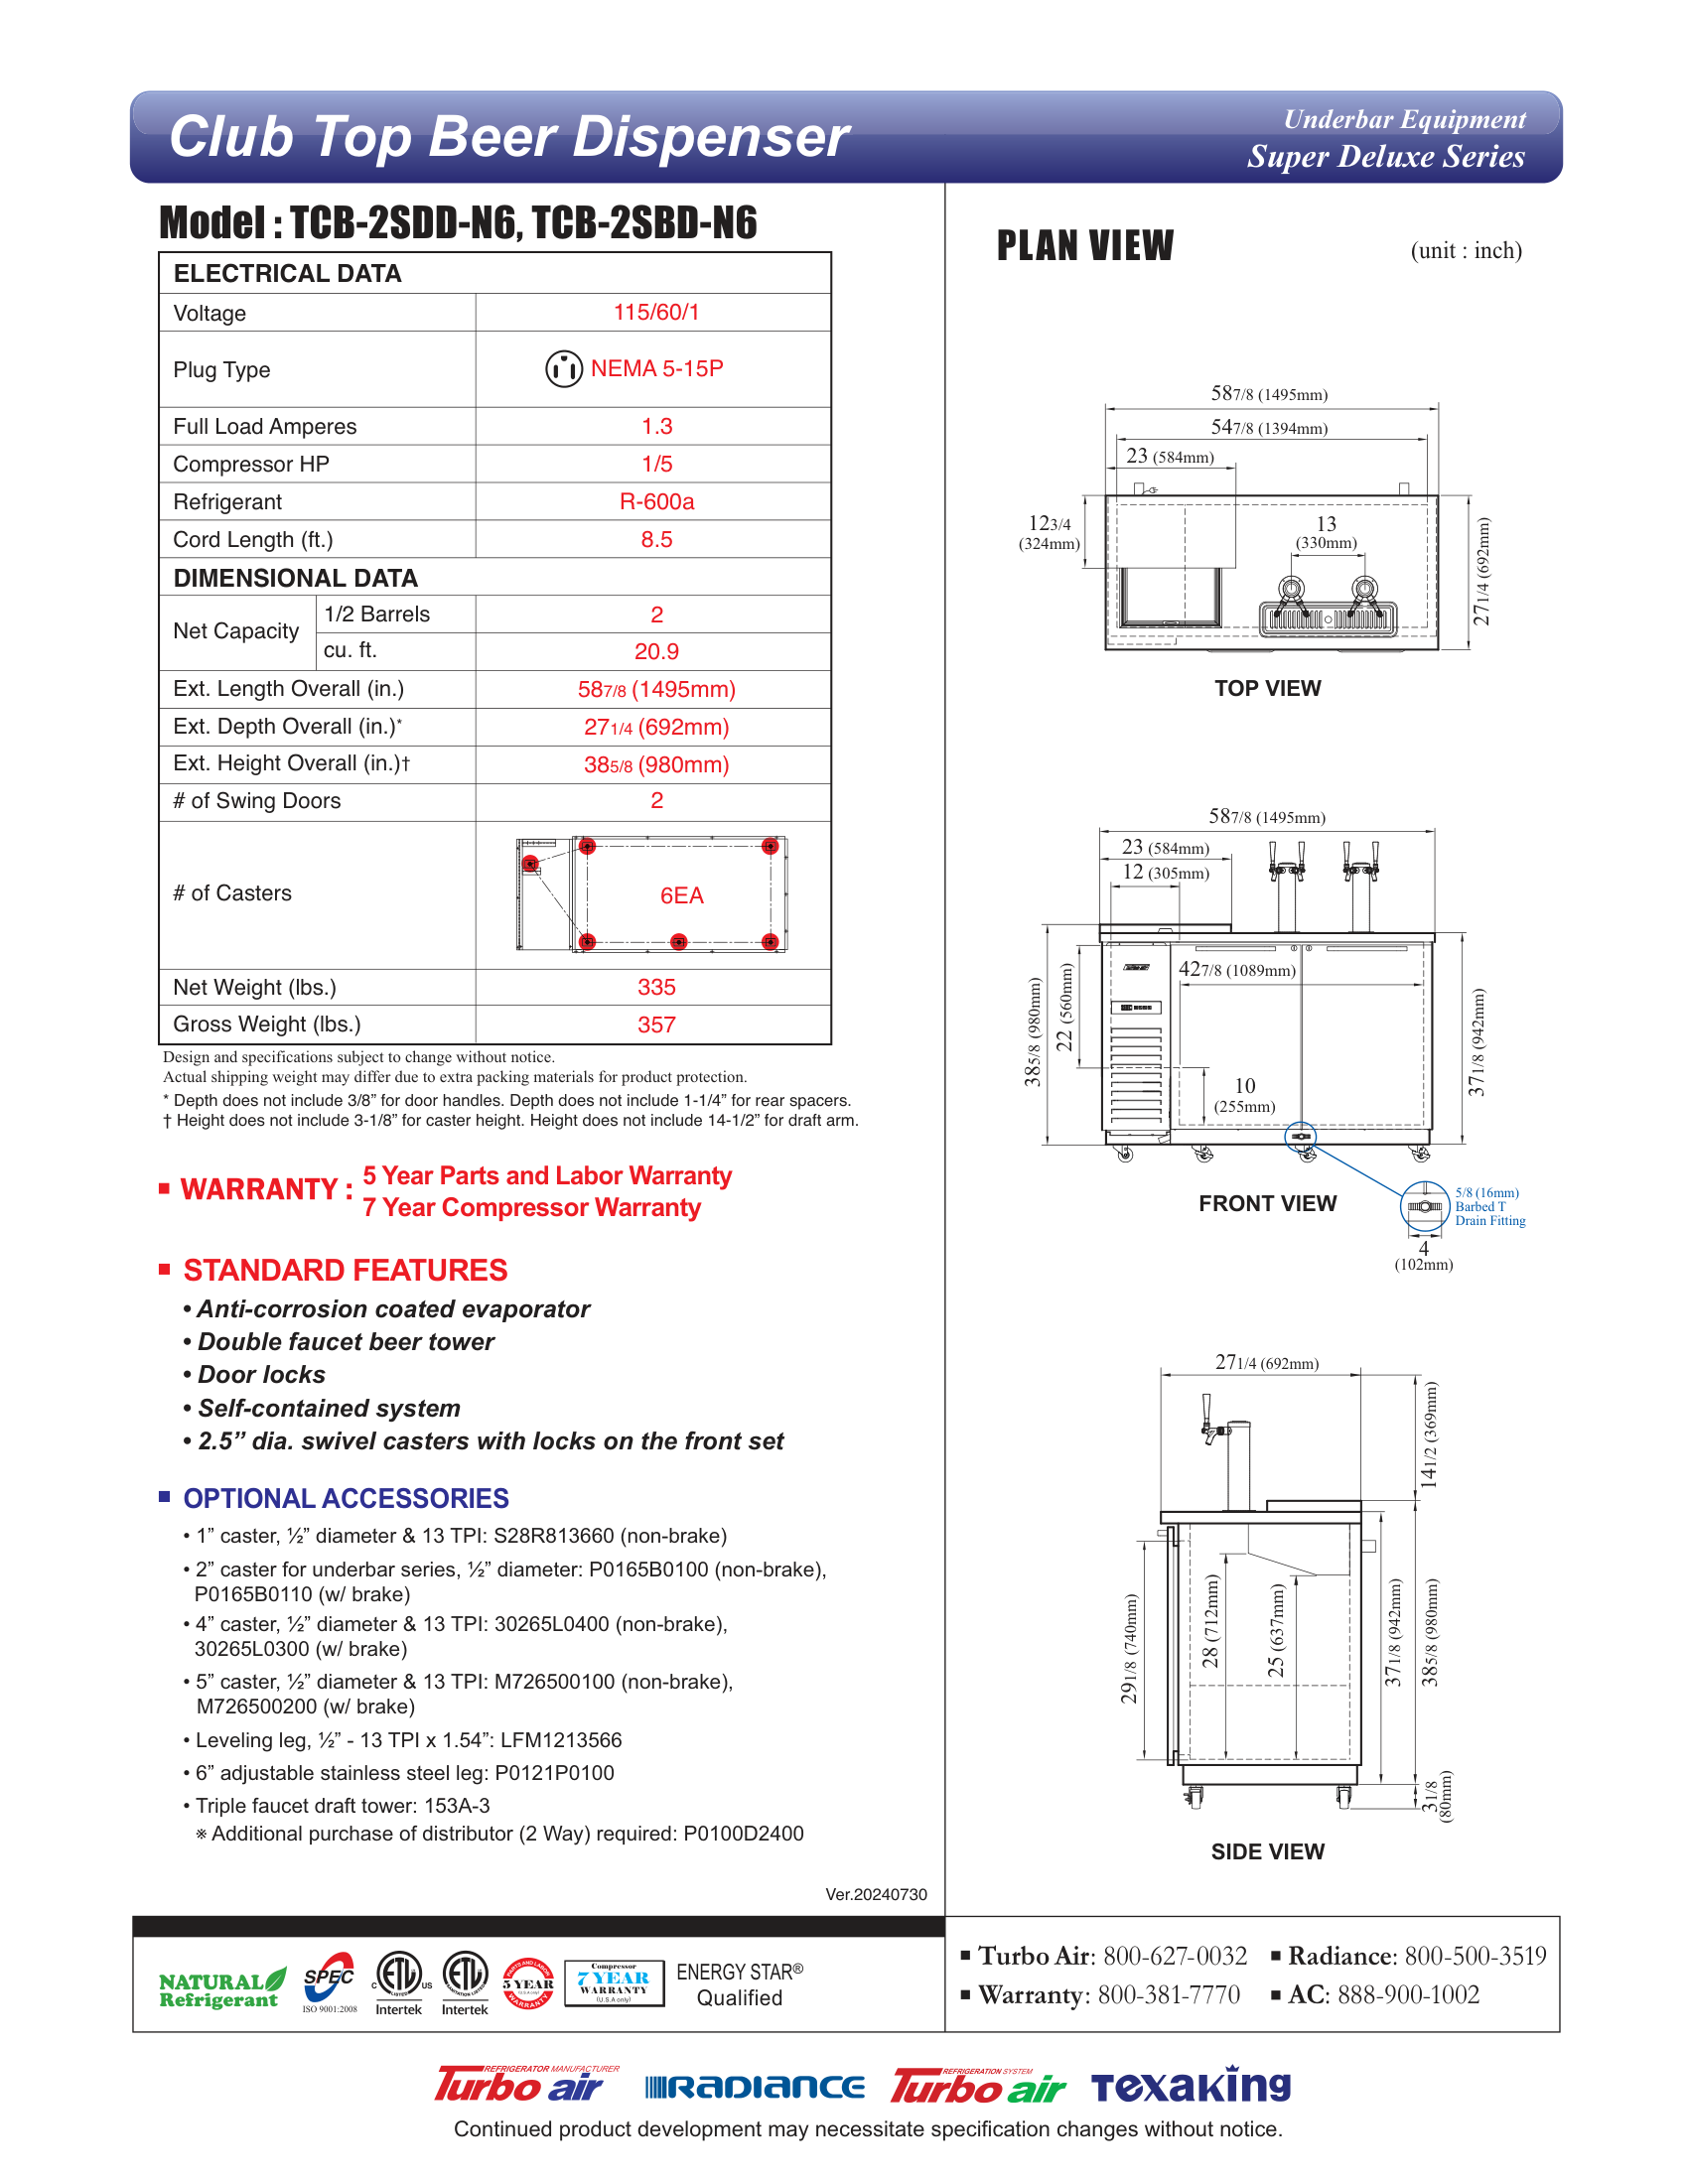 Club Top Beer Dispenser
Underbar Equipment
Super Deluxe Series
Model : TCB-2SDD-N6, TCB-2SBD-N6
ELECTRICAL DATA
Voltage 115/60/1
Plug Type NEMA 5-15P
Full Load Amperes 1.3
Compressor HP 1/5
Refrigerant R-600a
Cord Length (ft.) 8.5
DIMENSIONAL DATA
Net Capacity 1/2 Barrels 2
cu. ft. 20.9
Ext. Length Overall (in.) 587/8 (1495mm)
Ext. Depth Overall (in.)* 271/4 (692mm)
Ext. Height Overall (in.)† 385/8 (980mm)
# of Swing Doors 2
# of Casters 6EA
Net Weight (lbs.) 335
Gross Weight (lbs.) 357
Design and specifications subject to change without notice.
Actual shipping weight may differ due to extra packing materials for product protection.
* Depth does not include 3/8” for door handles. Depth does not include 1-1/4” for rear spacers.
† Height does not include 3-1/8” for caster height. Height does not include 14-1/2” for draft arm.
WARRANTY : 5 Year Parts and Labor Warranty
7 Year Compressor Warranty
STANDARD FEATURES
• Anti-corrosion coated evaporator
• Double faucet beer tower
• Door locks
• Self-contained system
• 2.5” dia. swivel casters with locks on the front set
OPTIONAL ACCESSORIES
• 1” caster, ½” diameter & 13 TPI: S28R813660 (non-brake)
• 2” caster for underbar series, ½” diameter: P0165B0100 (non-brake),
P0165B0110 (w/ brake)
• 4” caster, ½” diameter & 13 TPI: 30265L0400 (non-brake),
30265L0300 (w/ brake)
• 5” caster, ½” diameter & 13 TPI: M726500100 (non-brake),
M726500200 (w/ brake)
• Leveling leg, ½” - 13 TPI x 1.54”: LFM1213566
• 6” adjustable stainless steel leg: P0121P0100
• Triple faucet draft tower: 153A-3
※ Additional purchase of distributor (2 Way) required: P0100D2400
Ver.20240730
PLAN VIEW
(unit : inch)
587/8 (1495mm)
547/8 (1394mm)
23 (584mm)
123/4
(324mm)
13
(330mm)
271/4 (692mm)
TOP VIEW
587/8 (1495mm)
23 (584mm)
12 (305mm)
Turbo air
427/8 (1089mm)
385/8 (980mm)
22 (560mm)
10
(255mm)
371/8 (942mm)
FRONT VIEW
5/8 (16mm)
Barbed T
Drain Fitting
4
(102mm)
271/4 (692mm)
141/2 (369mm)
291/8 (740mm)
28 (712mm)
25 (637mm)
371/8 (942mm)
385/8 (980mm)
31/8
(80mm)
SIDE VIEW
NATURAL
Refrigerant
SPEC
ISO 9001:2008
C ETL US
LISTED
Intertek
ETL
SANITATION LISTED
Intertek
PARTS AND LABOR
5 YEAR
(U.S.A only)
WARRANTY
Compressor
7 YEAR
WARRANTY
(U.S.A only)
ENERGY STAR®
Qualified
Turbo Air: 800-627-0032
Radiance: 800-500-3519
Warranty: 800-381-7770
AC: 888-900-1002
REFRIGERATOR MANUFACTURER
Turbo air
RADIANCE
REFRIGERATION SYSTEM
Turbo air
Texaking
Continued product development may necessitate specification changes without notice.